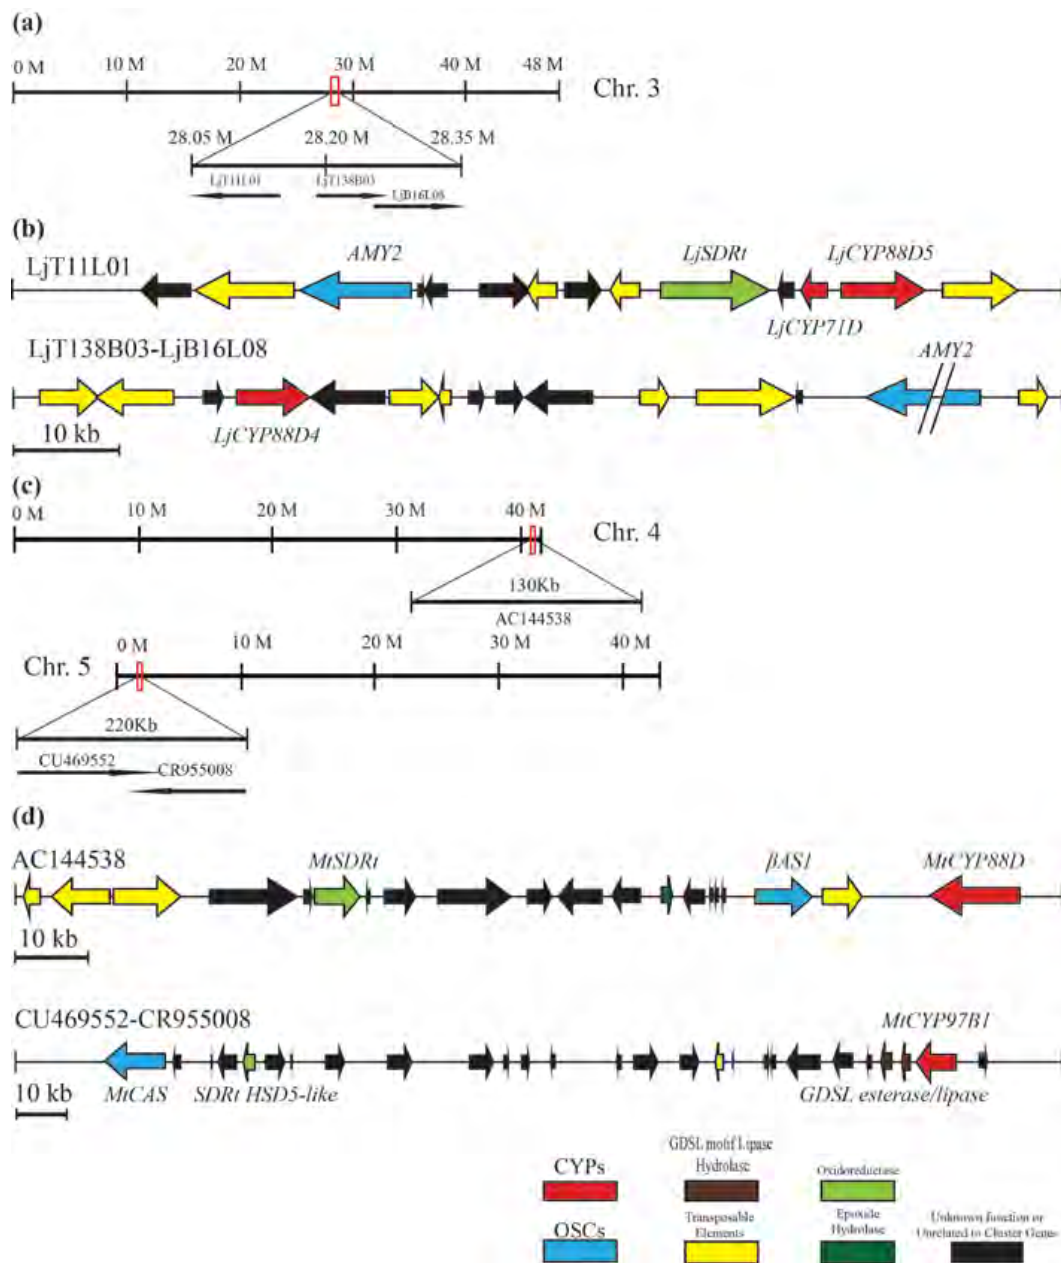 (a)
0 M 10 M 20 M 30 M 40 M 48 M
Chr. 3
28.05 M 28.20 M 28.35 M
LjT11L01 LjT138B03
LjB16L08
(b)
LjT11L01 AMY2 LjSDRt LjCYP88D5
LjCYP71D
LjT138B03-LjB16L08 AMY2
LjCYP88D4
10 kb
(c)
0 M 10 M 20 M 30 M 40 M
Chr. 4
130Kb
AC144538
0 M 10 M 20 M 30 M 40 M
Chr. 5
220Kb
CU469552
CR955008
(d)
AC144538 MtSDRt βAS1 MtCYP88D
10 kb
CU469552-CR955008 MtCYP97B1
MtCAS SDRt HSD5-like GDSL esterase/lipase
10 kb
CYPs
GDSL motif Lipase
Hydrolase
Oxidoreductase
OSCs
Transposable
Elements
Epoxide
Hydrolase
Unknown function or
Unrelated to Cluster Genes